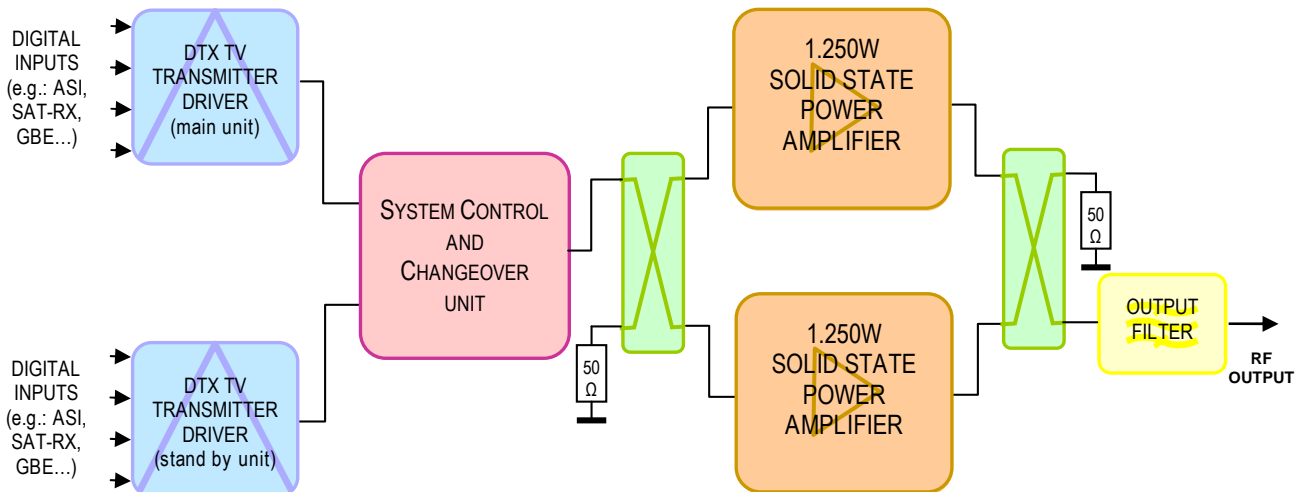 DIGITAL
INPUTS
(e.g.: ASI,
SAT-RX,
GBE…)
DTX TV
TRANSMITTER
DRIVER
(main unit)
1.250W
SOLID STATE
POWER
AMPLIFIER
SYSTEM CONTROL
AND
CHANGEOVER
UNIT
50
Ω
50
Ω
OUTPUT
FILTER
RF
OUTPUT
DIGITAL
INPUTS
(e.g.: ASI,
SAT-RX,
GBE…)
DTX TV
TRANSMITTER
DRIVER
(stand by unit)
1.250W
SOLID STATE
POWER
AMPLIFIER